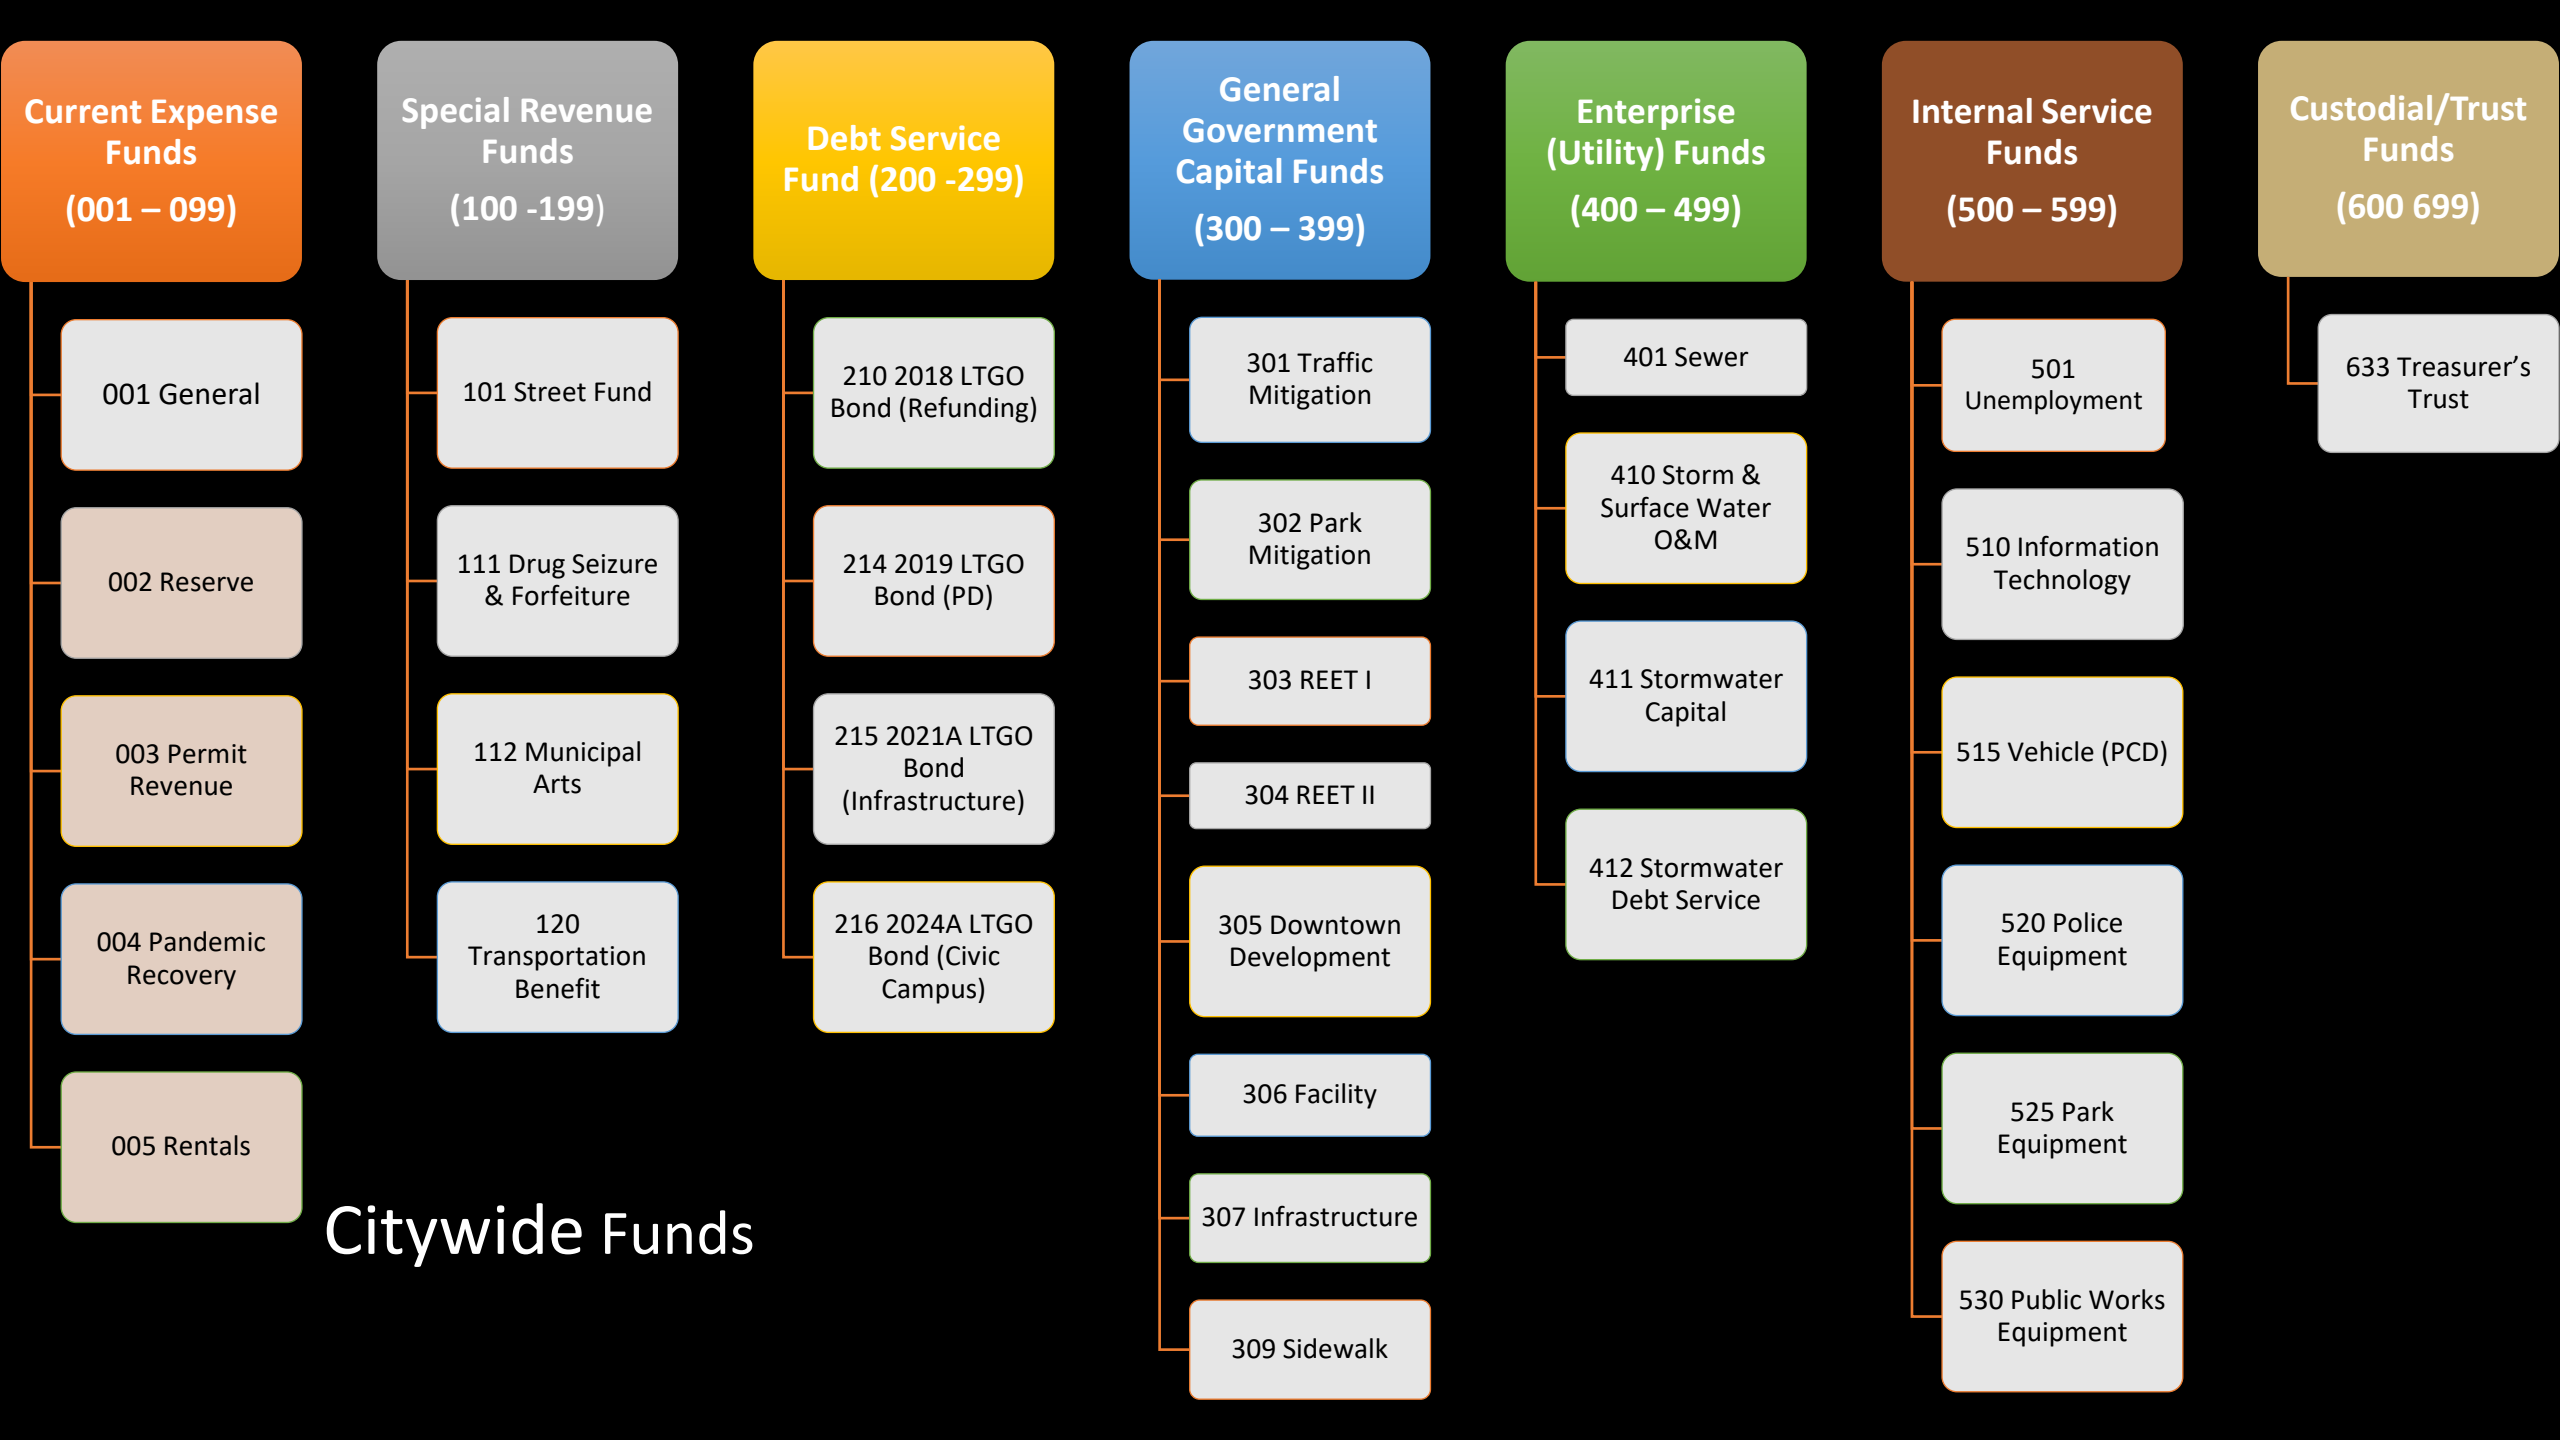 Current Expense
Funds
(001 – 099)
001 General
002 Reserve
003 Permit
Revenue
004 Pandemic
Recovery
005 Rentals
Special Revenue
Funds
(100 -199)
101 Street Fund
111 Drug Seizure
& Forfeiture
112 Municipal
Arts
120
Transportation
Benefit
Debt Service
Fund (200 -299)
210 2018 LTGO
Bond (Refunding)
214 2019 LTGO
Bond (PD)
215 2021A LTGO
Bond
(Infrastructure)
216 2024A LTGO
Bond (Civic
Campus)
General
Government
Capital Funds
(300 – 399)
301 Traffic
Mitigation
302 Park
Mitigation
303 REET I
304 REET II
305 Downtown
Development
306 Facility
307 Infrastructure
309 Sidewalk
Enterprise
(Utility) Funds
(400 – 499)
401 Sewer
410 Storm &
Surface Water
O&M
411 Stormwater
Capital
412 Stormwater
Debt Service
Internal Service
Funds
(500 – 599)
501
Unemployment
510 Information
Technology
515 Vehicle (PCD)
520 Police
Equipment
525 Park
Equipment
530 Public Works
Equipment
Custodial/Trust
Funds
(600 699)
633 Treasurer’s
Trust
Citywide Funds